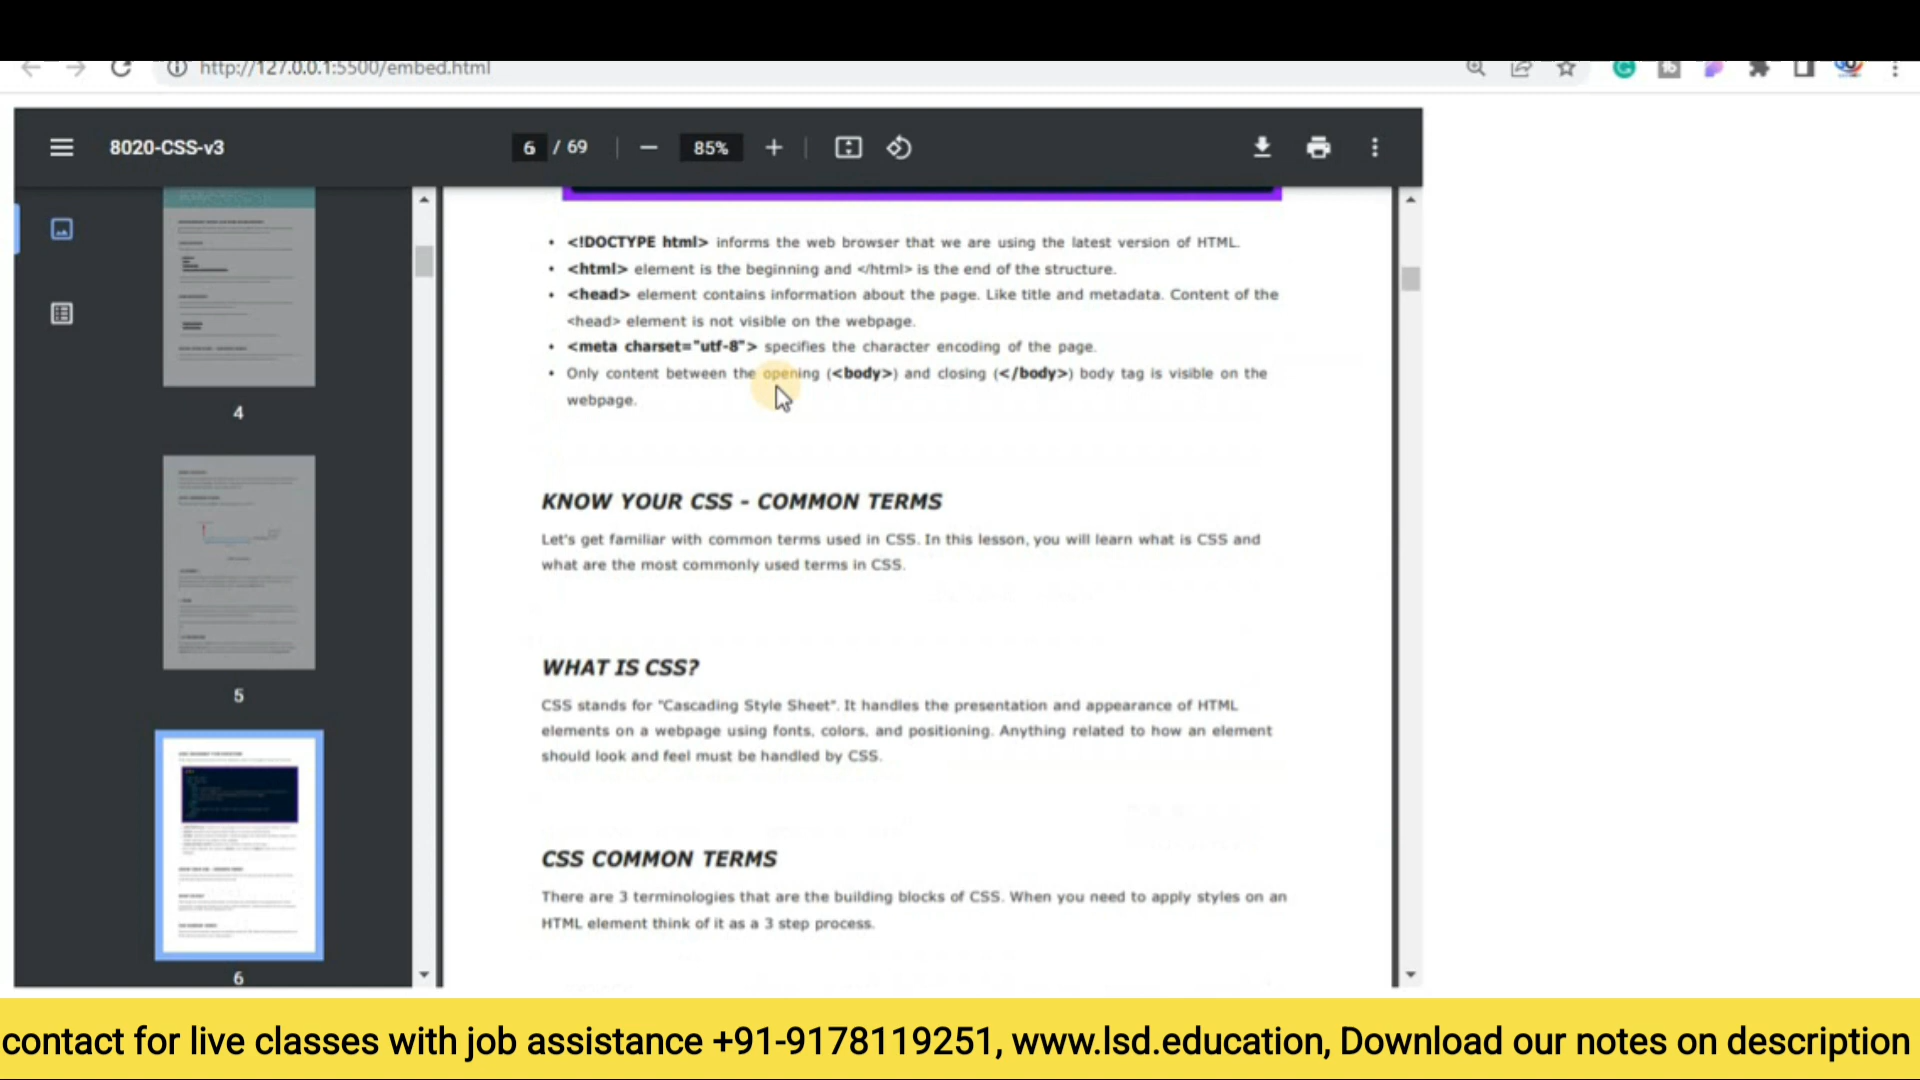 http://127.0.0.1:5500/embed.html
8020-CSS-v3
6 / 69
85%
4
5
6
• <!DOCTYPE html> informs the web browser that we are using the latest version of HTML.
• <html> element is the beginning and </html> is the end of the structure.
• <head> element contains information about the page. Like title and metadata. Content of the
<head> element is not visible on the webpage.
• <meta charset="utf-8"> specifies the character encoding of the page.
• Only content between the opening (<body>) and closing (</body>) body tag is visible on the
webpage.
KNOW YOUR CSS - COMMON TERMS
Let's get familiar with common terms used in CSS. In this lesson, you will learn what is CSS and
what are the most commonly used terms in CSS.
WHAT IS CSS?
CSS stands for "Cascading Style Sheet". It handles the presentation and appearance of HTML
elements on a webpage using fonts, colors, and positioning. Anything related to how an element
should look and feel must be handled by CSS.
CSS COMMON TERMS
There are 3 terminologies that are the building blocks of CSS. When you need to apply styles on an
HTML element think of it as a 3 step process.
contact for live classes with job assistance +91-9178119251, www.lsd.education, Download our notes on description